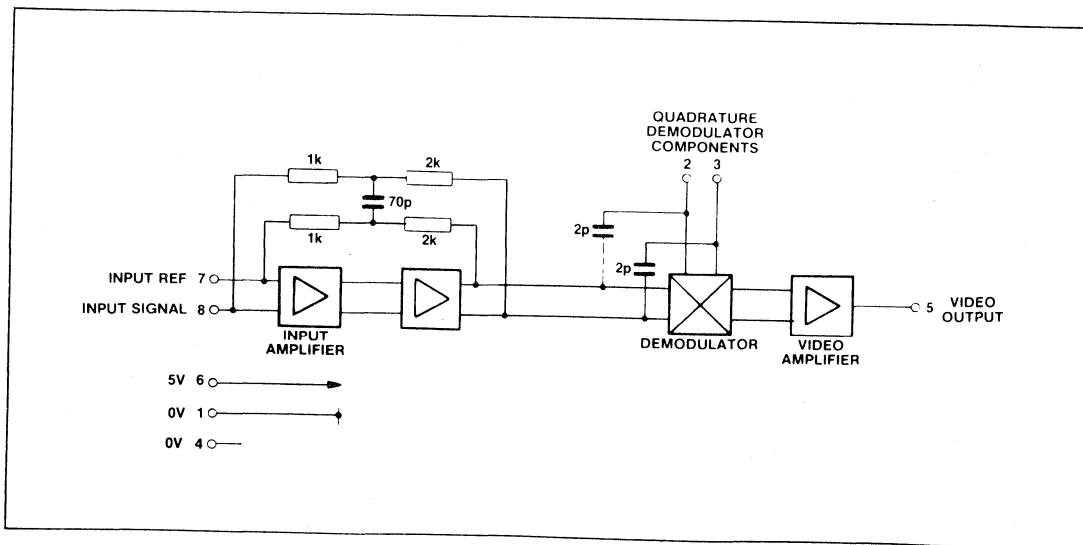 QUADRATURE
DEMODULATOR
COMPONENTS
2 3
1k 2k
70p
1k 2k
2p
2p
INPUT REF 7
INPUT SIGNAL 8
INPUT
AMPLIFIER
DEMODULATOR
VIDEO
AMPLIFIER
5 VIDEO
OUTPUT
5V 6
0V 1
0V 4